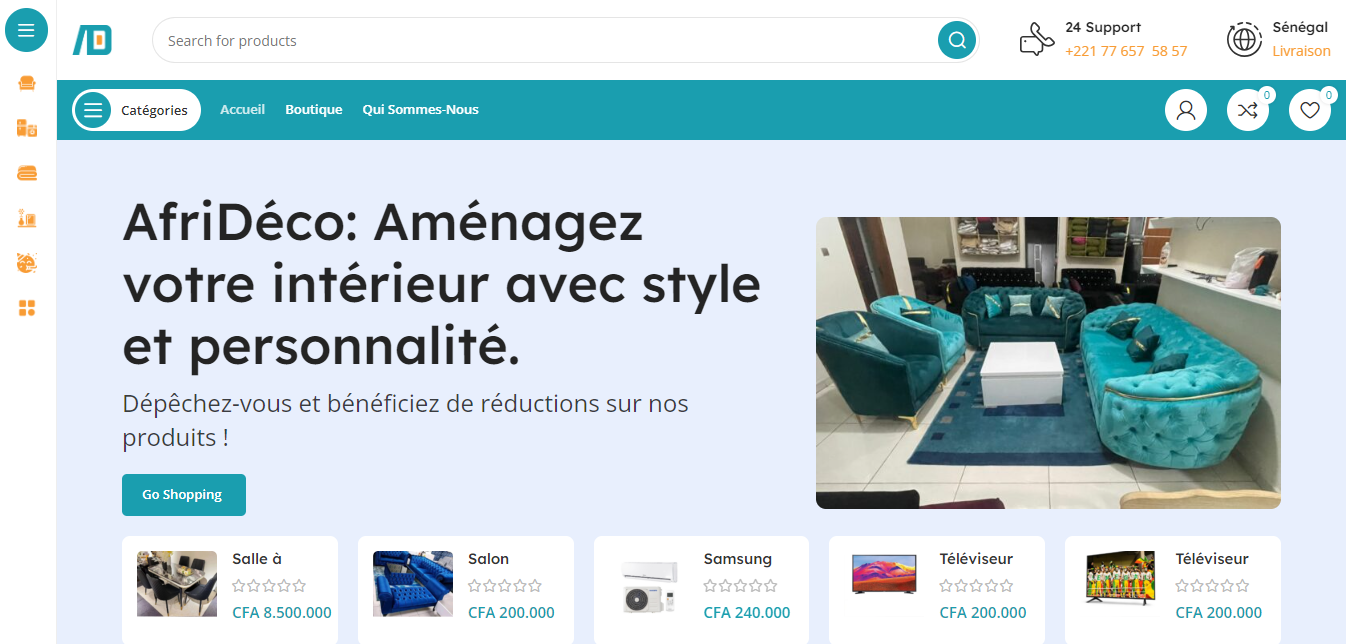 Search for products
24 Support
+221 77 657 58 57
Sénégal
Livraison
Catégories
Accueil
Boutique
Qui Sommes-Nous
0
0
AfriDéco: Aménagez
votre intérieur avec style
et personnalité.
Dépêchez-vous et bénéficiez de réductions sur nos
produits !
Go Shopping
Salle à
CFA 8.500.000
Salon
CFA 200.000
Samsung
CFA 240.000
Téléviseur
CFA 200.000
Téléviseur
CFA 200.000